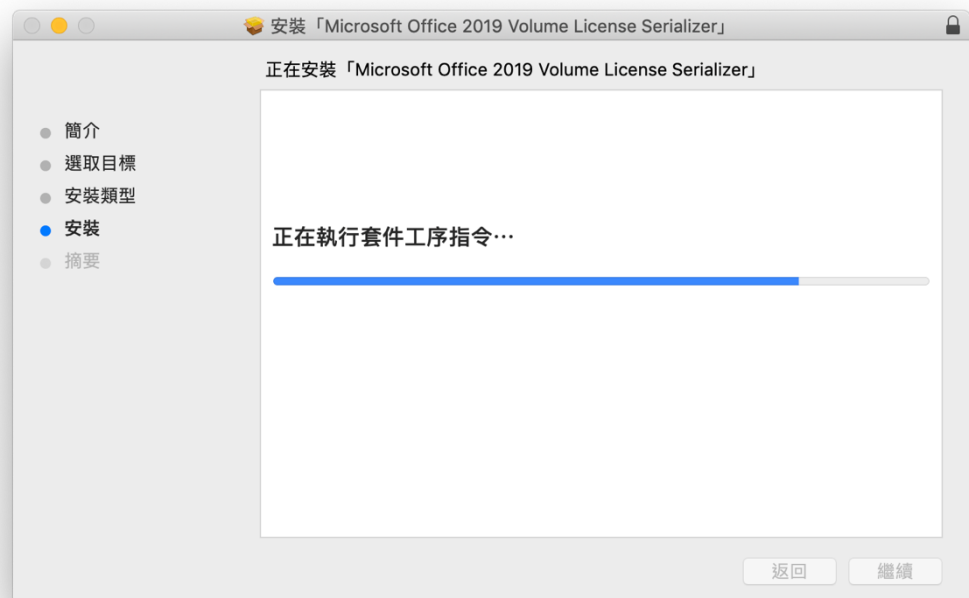 安裝「Microsoft Office 2019 Volume License Serializer」
正在安裝「Microsoft Office 2019 Volume License Serializer」
簡介
選取目標
安裝類型
安裝
摘要
正在執行套件工序指令⋯
返回
繼續